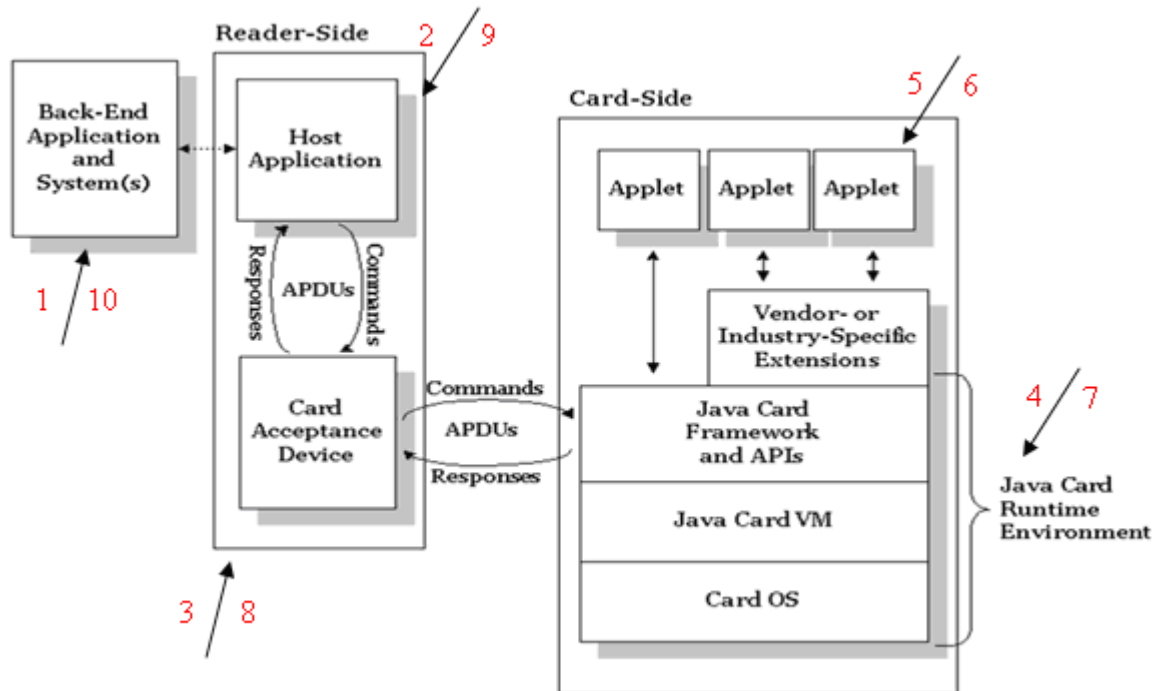 Reader-Side
2 9
Back-End
Application
and
System(s)
Host
Application
Responses
APDUs
Commands
1 10
Card
Acceptance
Device
3 8
Commands
APDUs
Responses
Card-Side
5 6
Applet
Applet
Applet
Vendor- or
Industry-Specific
Extensions
Java Card
Framework
and APIs
Java Card VM
Card OS
4 7
Java Card
Runtime
Environment